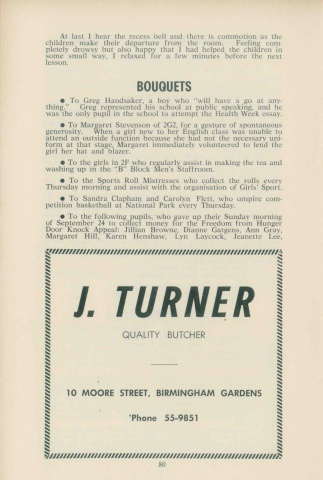 At last I hear the recess bell and there is commotion as the
children make their departure from the room. Feeling com-
pletely drowsy but also happy that I had helped the children in
some small way, I relaxed for a few minutes before the next
lesson.
BOUQUETS
● To Greg Handsaker, a boy who "will have a go at any-
thing." Greg represented his school at public speaking, and he
was the only pupil in the school to attempt the Health Week essay.
● To Margaret Stevenson of 2G2, for a gesture of spontaneous
generosity. When a girl new to her English class was unable to
attend an outside function because she had not the necessary uni-
form at that stage, Margaret immediately volunteered to lend the
girl her hat and blazer.
● To the girls in 2F who regularly assist in making the tea and
washing up in the "B" Block Men's Staffroom.
● To the Sports Roll Mistresses who collect the rolls every
Thursday morning and assist with the organisation of Girls' Sport.
● To Sandra Clapham and Carolyn Flett, who umpire com-
petition basketball at National Park every Thursday.
● To the following pupils, who gave up their Sunday morning
of September 24 to collect money for the Freedom from Hunger
Door Knock Appeal: Jillian Browne, Dianne Gatgens, Ann Gray,
Margaret Hill, Karen Henshaw, Lyn Laycock, Jeanette Lee,
J. TURNER
QUALITY BUTCHER
10 MOORE STREET, BIRMINGHAM GARDENS
'Phone 55-9851
80